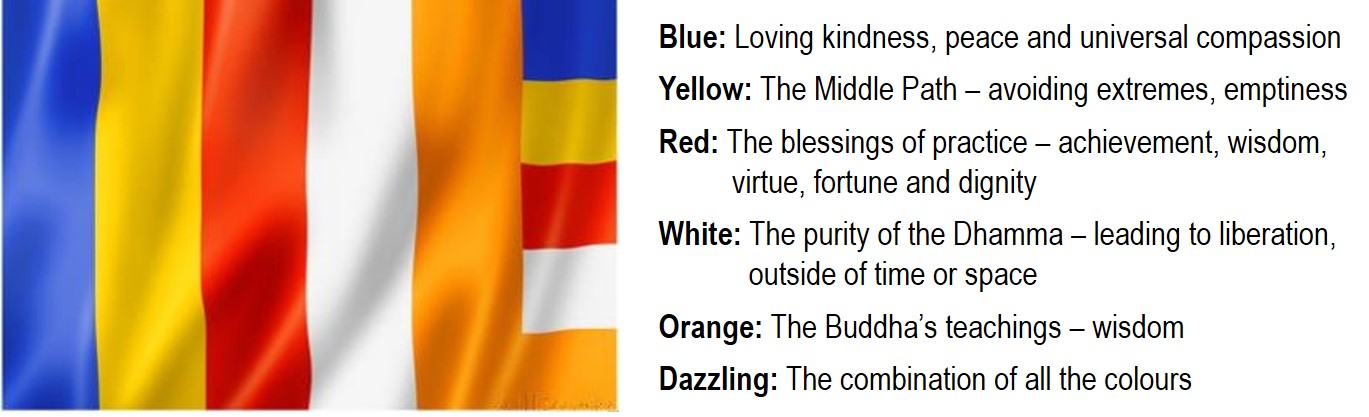 Blue: Loving kindness, peace and universal compassion
Yellow: The Middle Path – avoiding extremes, emptiness
Red: The blessings of practice – achievement, wisdom,
virtue, fortune and dignity
White: The purity of the Dhamma – leading to liberation,
outside of time or space
Orange: The Buddha’s teachings – wisdom
Dazzling: The combination of all the colours